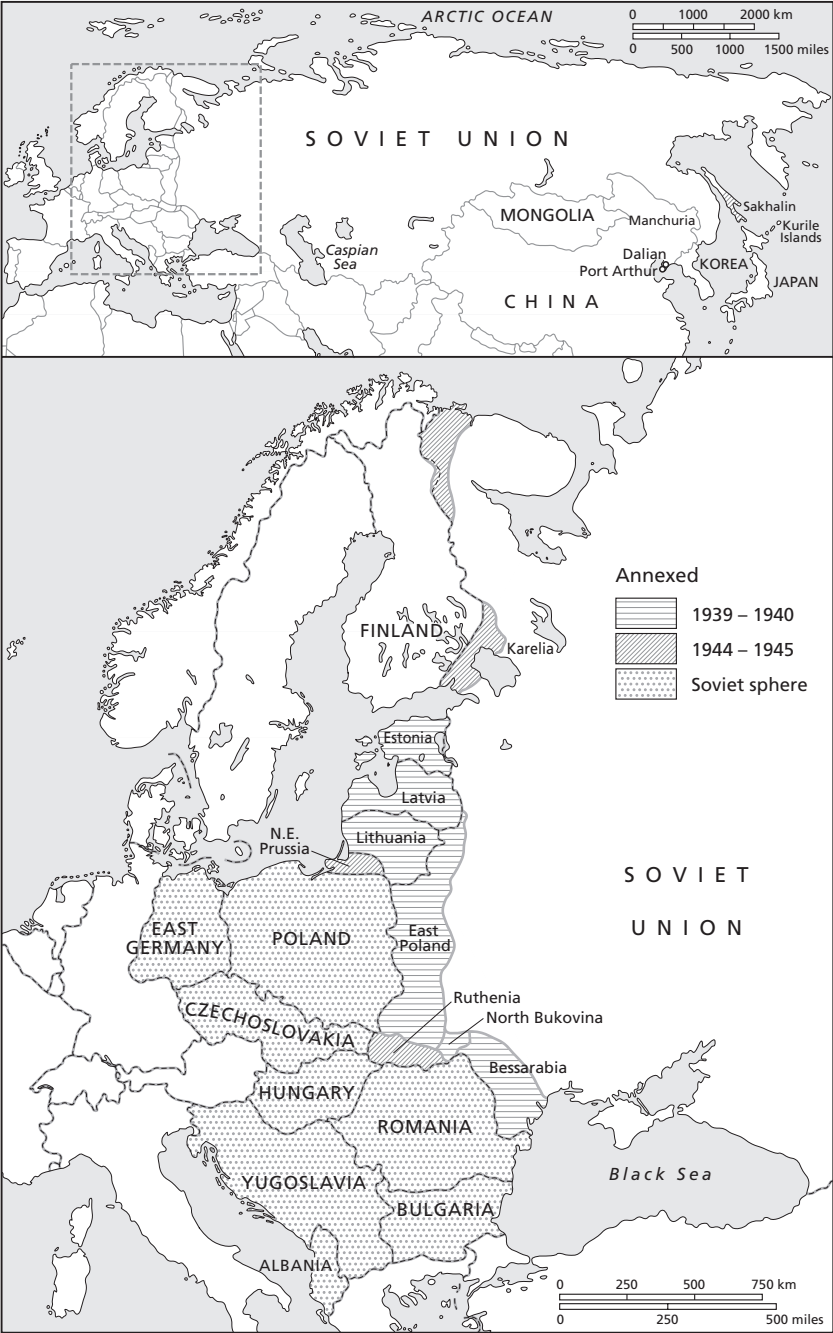 ARCTIC OCEAN
0 1000 2000 km
0 500 1000 1500 miles
SOVIET UNION
MONGOLIA
Manchuria
Sakhalin
Kurile
Islands
Caspian
Sea
Dalian
Port Arthur
KOREA
JAPAN
CHINA
Annexed
1939 – 1940
1944 – 1945
Soviet sphere
FINLAND
Karelia
Estonia
Latvia
Lithuania
N.E.
Prussia
SOVIET
UNION
EAST
GERMANY
POLAND
East
Poland
Ruthenia
North Bukovina
CZECHOSLOVAKIA
Bessarabia
HUNGARY
ROMANIA
Black Sea
YUGOSLAVIA
BULGARIA
ALBANIA
0 250 500 750 km
0 250 500 miles